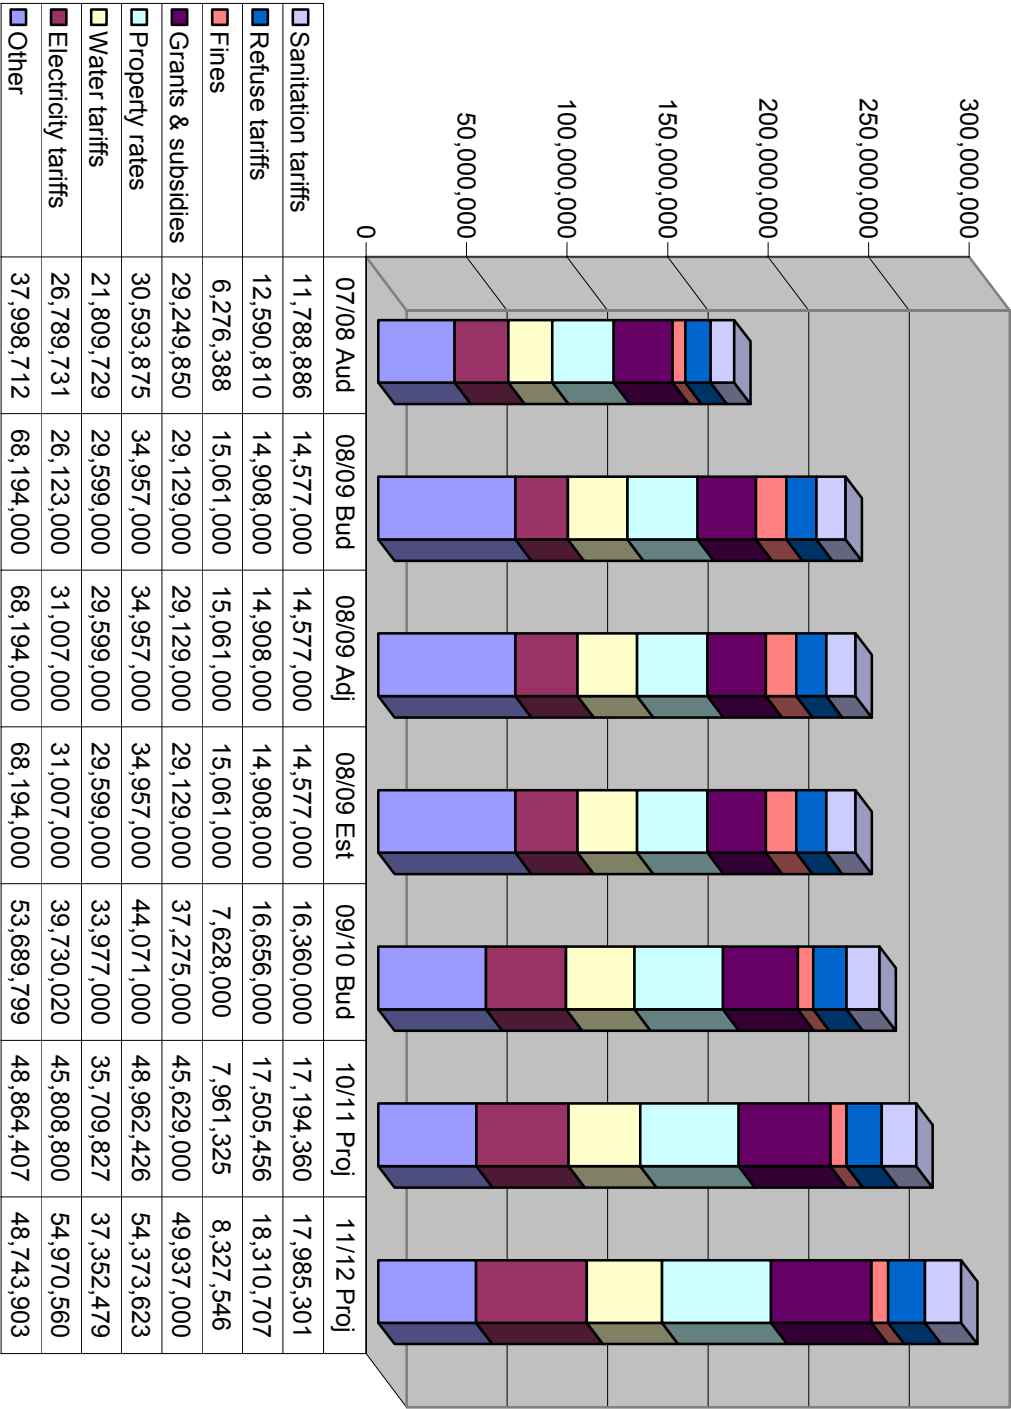 300,000,000
250,000,000
200,000,000
150,000,000
100,000,000
50,000,000
0
07/08 Aud 08/09 Bud 08/09 Adj 08/09 Est 09/10 Bud 10/11 Proj 11/12 Proj
Sanitation tariffs 11,788,886 14,577,000 14,577,000 14,577,000 16,360,000 17,194,360 17,985,301
Refuse tariffs 12,590,810 14,908,000 14,908,000 14,908,000 16,656,000 17,505,456 18,310,707
Fines 6,276,388 15,061,000 15,061,000 15,061,000 7,628,000 7,961,325 8,327,546
Grants & subsidies 29,249,850 29,129,000 29,129,000 29,129,000 37,275,000 45,629,000 49,937,000
Property rates 30,593,875 34,957,000 34,957,000 34,957,000 44,071,000 48,962,426 54,373,623
Water tariffs 21,809,729 29,599,000 29,599,000 29,599,000 33,977,000 35,709,827 37,352,479
Electricity tariffs 26,789,731 26,123,000 31,007,000 31,007,000 39,730,020 45,808,800 54,970,560
Other 37,998,712 68,194,000 68,194,000 68,194,000 53,689,799 48,864,407 48,743,903